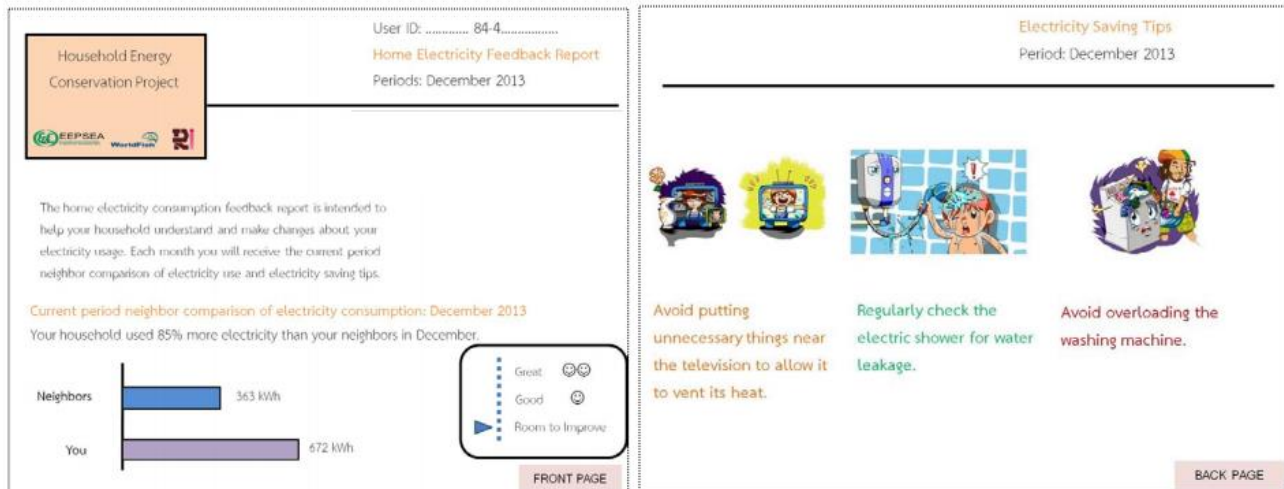 Household Energy
Conservation Project
EEPSEA
WorldFish
User ID: ............ 84-4................
Home Electricity Feedback Report
Periods: December 2013
The home electricity consumption feedback report is intended to
help your household understand and make changes about your
electricity usage. Each month you will receive the current period
neighbor comparison of electricity use and electricity saving tips.
Current period neighbor comparison of electricity consumption: December 2013
Your household used 85% more electricity than your neighbors in December.
Neighbors 363 kWh
You 672 kWh
Great
Good
Room to Improve
FRONT PAGE
Electricity Saving Tips
Period: December 2013
Avoid putting
unnecessary things near
the television to allow it
to vent its heat.
Regularly check the
electric shower for water
leakage.
Avoid overloading the
washing machine.
BACK PAGE